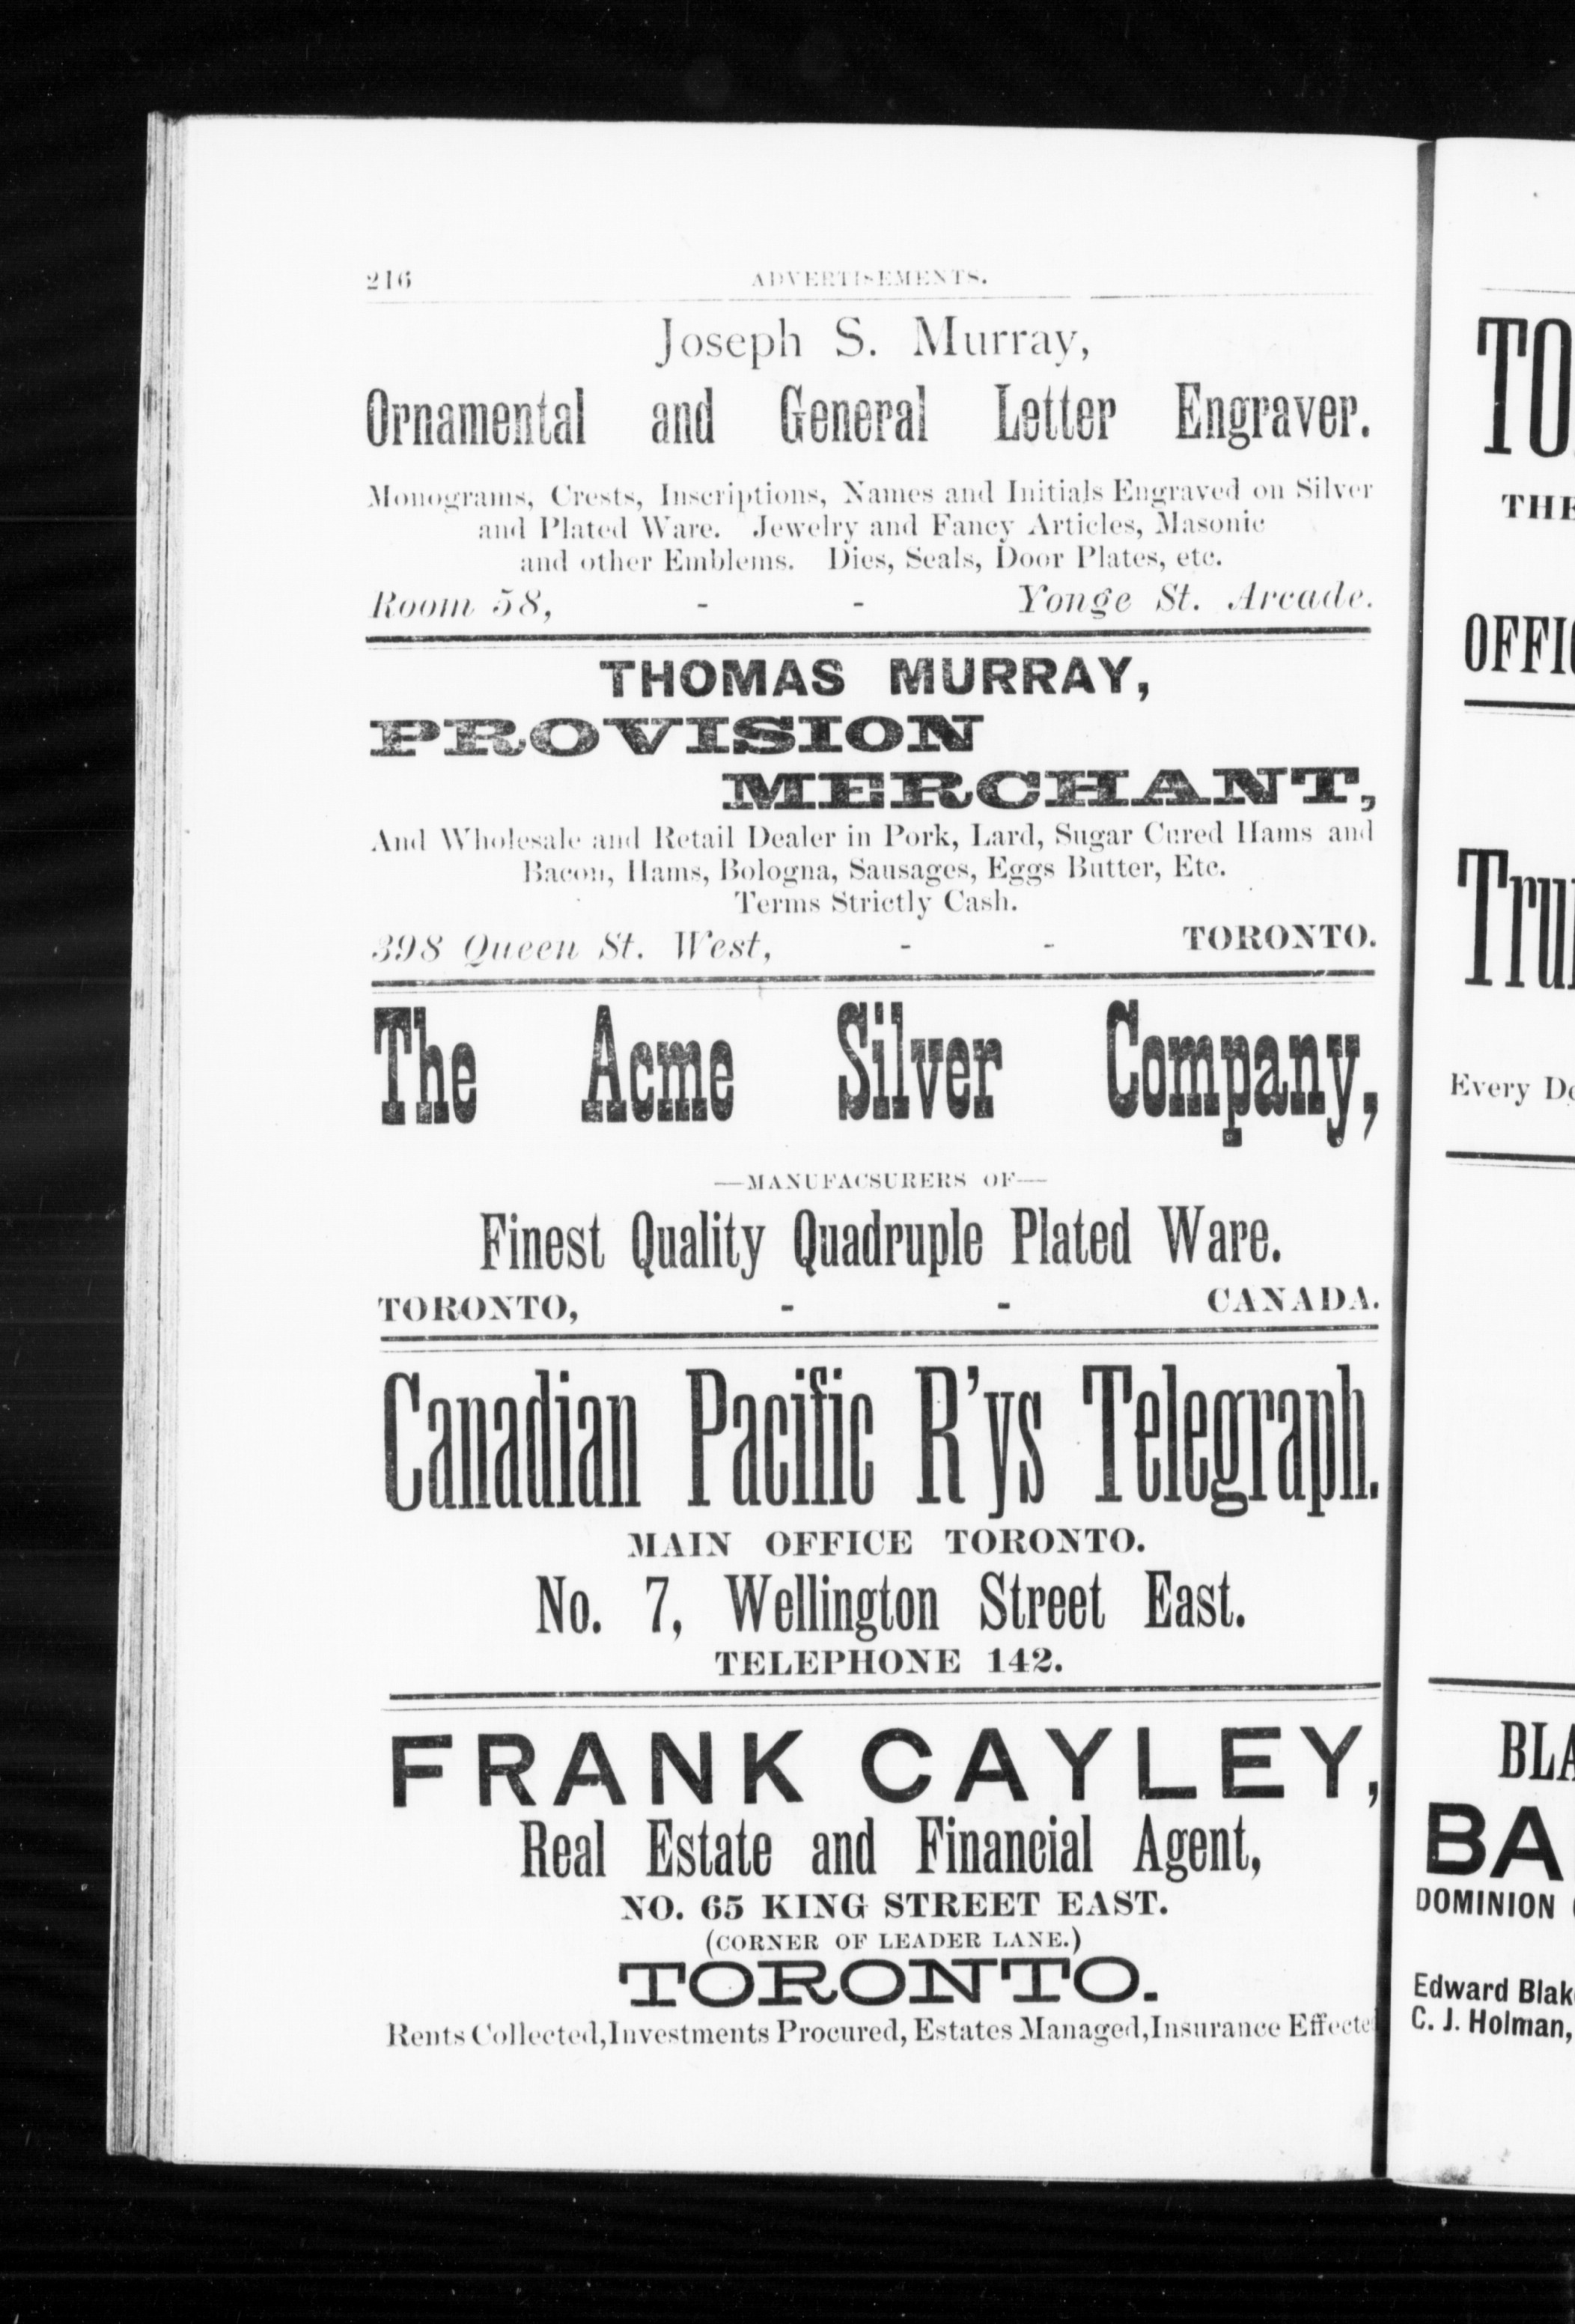 216 ADVERTISEMENTS.
Joseph S. Murray,
Ornamental and General Letter Engraver.
Monograms, Crests, Inscriptions, Names and Initials Engraved on Silver
and Plated Ware. Jewelry and Fancy Articles, Masonic
and other Emblems. Dies, Seals, Door Plates, etc.
Room 58, - - Yonge St. Arcade.
THOMAS MURRAY,
PROVISION
MERCHANT,
And Wholesale and Retail Dealer in Pork, Lard, Sugar Cured Hams and
Bacon, Hams, Bologna, Sausages, Eggs Butter, Etc.
Terms Strictly Cash.
398 Queen St. West, - - TORONTO.
The Acme Silver Company,
—MANUFACSURERS OF—
Finest Quality Quadruple Plated Ware.
TORONTO, - - CANADA.
Canadian Pacific R'ys Telegraph.
MAIN OFFICE TORONTO.
No. 7, Wellington Street East.
TELEPHONE 142.
FRANK CAYLEY,
Real Estate and Financial Agent,
NO. 65 KING STREET EAST.
(CORNER OF LEADER LANE.)
TORONTO.
Rents Collected, Investments Procured, Estates Managed, Insurance Effecte
TO
THE
OFFI
Tru
Every
BLA
BA
DOMINION
Edward Blak
C. J. Holman,